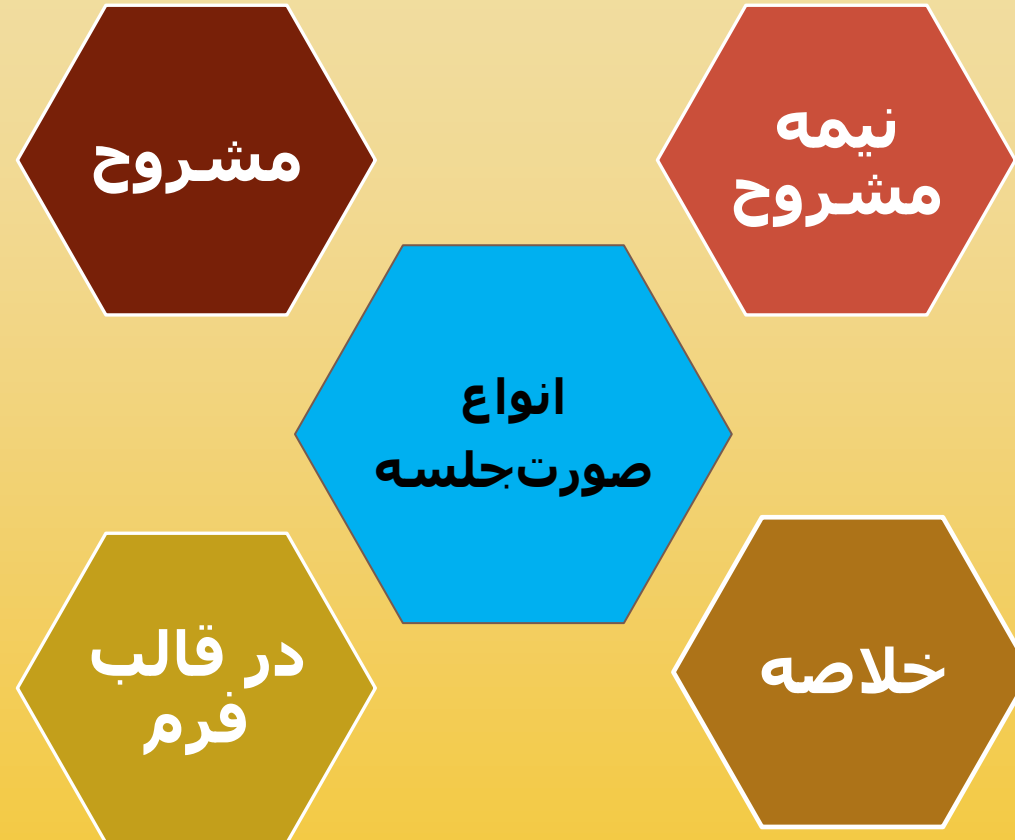 نیمه
مشروح
مشروح
انواع
صورت‌جلسه
خلاصه
در قالب
فرم